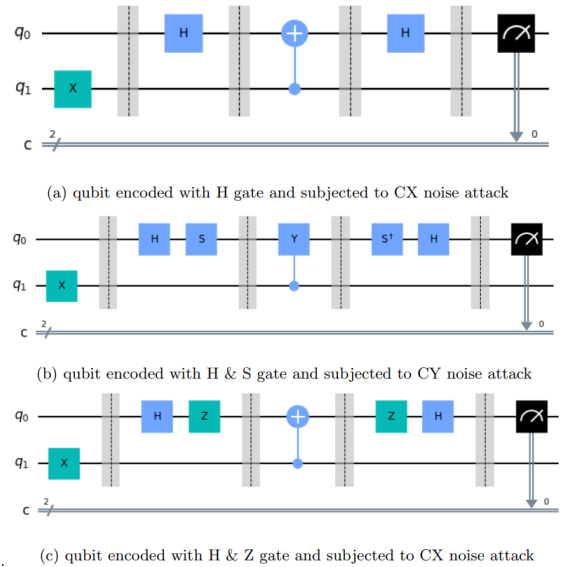 q0 H H
q1 X
c 2 0
(a) qubit encoded with H gate and subjected to CX noise attack
q0 H S Y S† H
q1 X
c 2 0
(b) qubit encoded with H & S gate and subjected to CY noise attack
q0 H Z Z H
q1 X
c 2 0
(c) qubit encoded with H & Z gate and subjected to CX noise attack